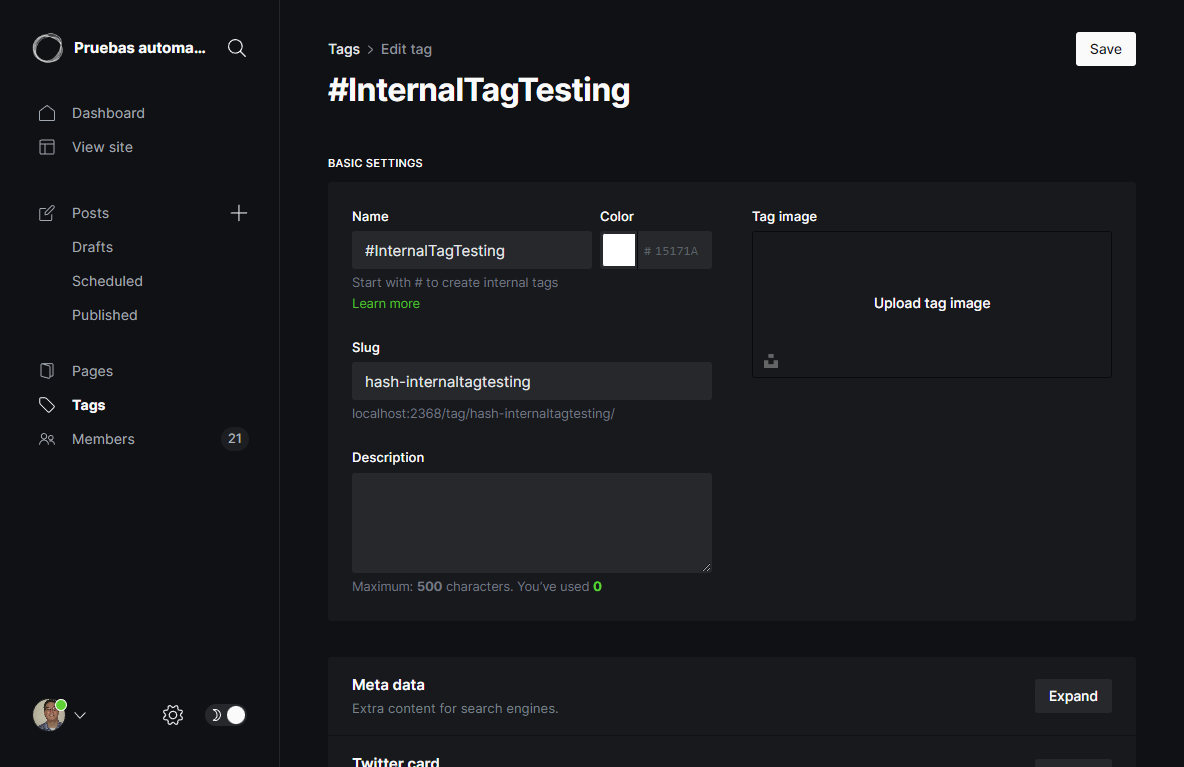 Pruebas automa...
Dashboard
View site
Posts
Drafts
Scheduled
Published
Pages
Tags
Members 21
Tags > Edit tag
Save
#InternalTagTesting
BASIC SETTINGS
Name
#InternalTagTesting
Start with # to create internal tags
Learn more
Color
# 15171A
Slug
hash-internaltagtesting
localhost:2368/tag/hash-internaltagtesting/
Description
Maximum: 500 characters. You’ve used 0
Tag image
Upload tag image
Meta data
Extra content for search engines.
Expand
Twitter card